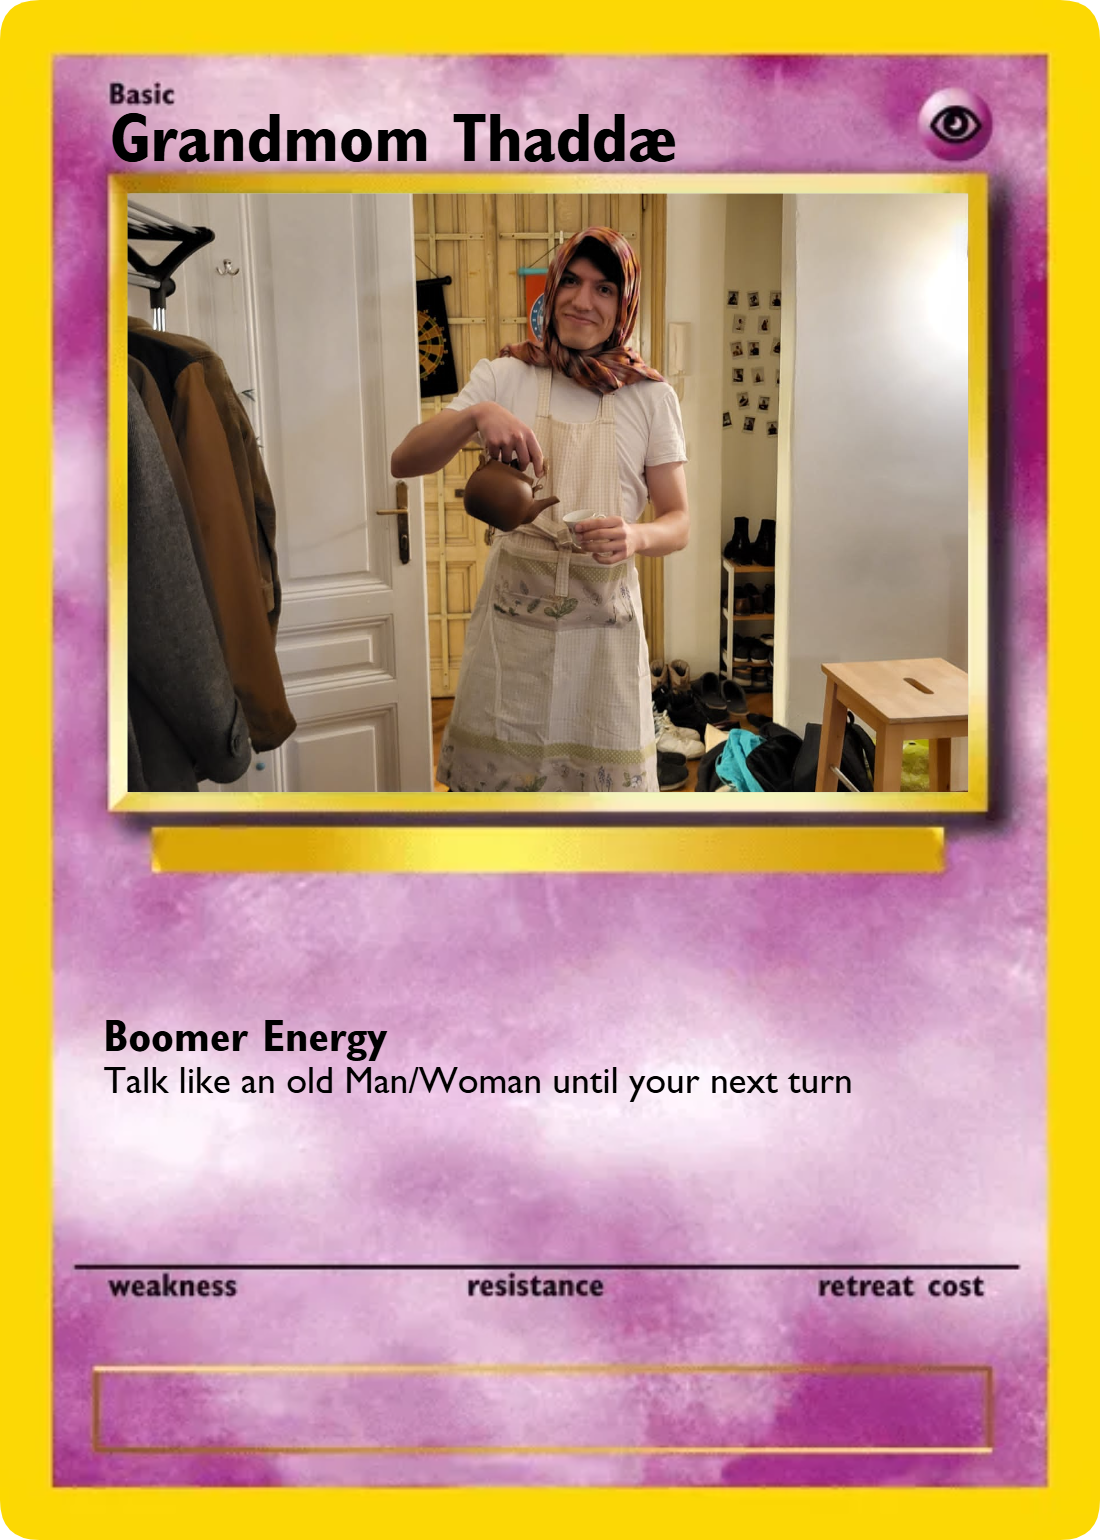 Basic
Grandmom Thaddæ
Boomer Energy
Talk like an old Man/Woman until your next turn
weakness resistance retreat cost